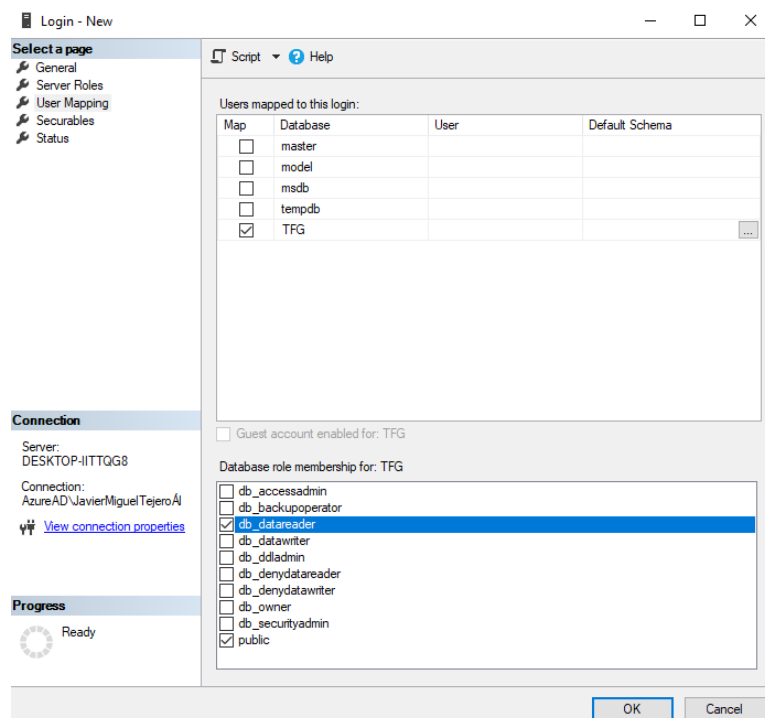 Login - New
Select a page
General
Server Roles
User Mapping
Securables
Status
Script
Help
Users mapped to this login:
Map Database User Default Schema
master
model
msdb
tempdb
TFG ...
Guest account enabled for: TFG
Database role membership for: TFG
db_accessadmin
db_backupoperator
db_datareader
db_datawriter
db_ddladmin
db_denydatareader
db_denydatawriter
db_owner
db_securityadmin
public
Connection
Server:
DESKTOP-IITTQG8
Connection:
AzureAD\JavierMiguelTejeroÁl
View connection properties
Progress
Ready
OK Cancel